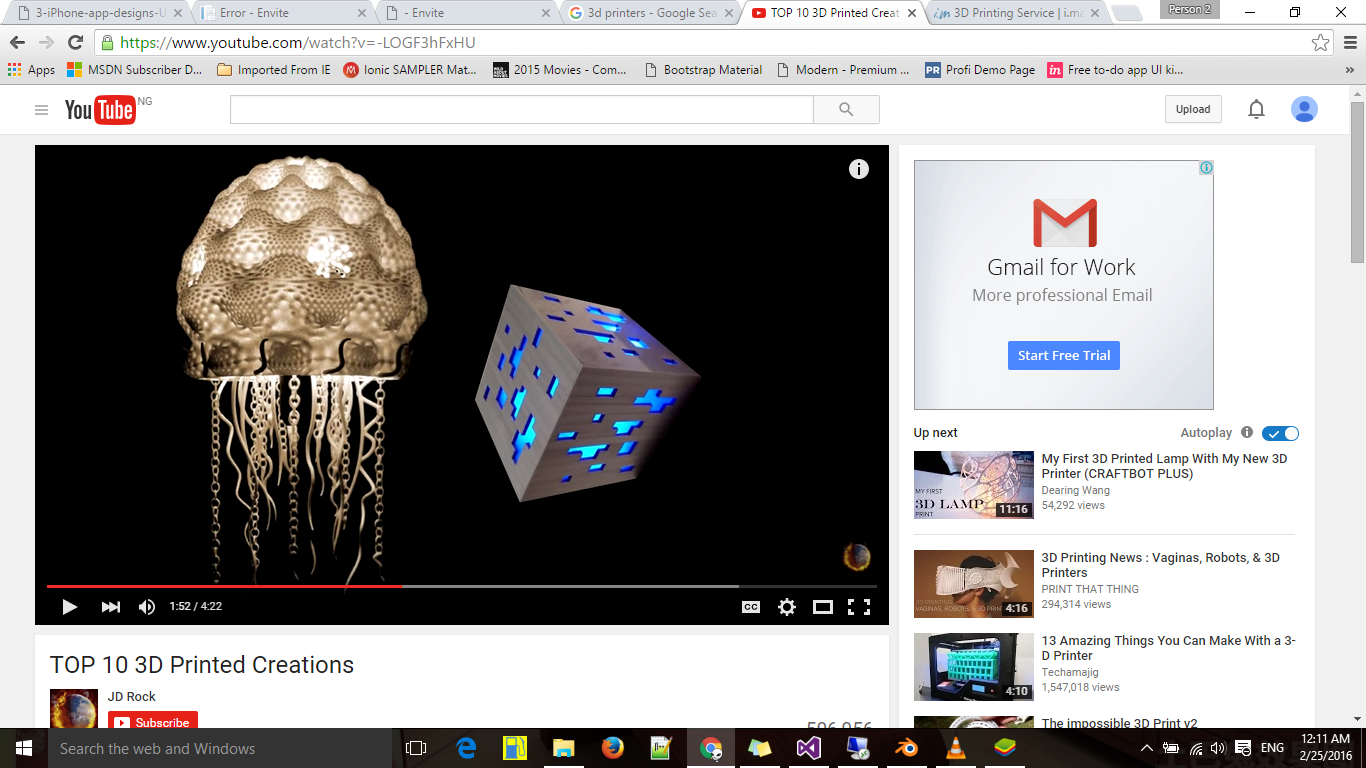 3-iPhone-app-designs-U
Error - Envite
- Envite
3d printers - Google Sea
TOP 10 3D Printed Creat
3D Printing Service | i.ma
Person 2
https://www.youtube.com/watch?v=-LOGF3hFxHU
Apps
MSDN Subscriber D...
Imported From IE
Ionic SAMPLER Mat...
2015 Movies - Com...
Bootstrap Material
Modern - Premium ...
PR Profi Demo Page
in Free to-do app UI ki...
»
YouTube NG
Upload
Gmail for Work
More professional Email
Start Free Trial
1:52 / 4:22
CC
TOP 10 3D Printed Creations
JD Rock
Subscribe
Up next
Autoplay
MY FIRST
3D LAMP
PRINT
11:16
My First 3D Printed Lamp With My New 3D
Printer (CRAFTBOT PLUS)
Dearing Wang
54,292 views
4:16
3D Printing News : Vaginas, Robots, & 3D
Printers
PRINT THAT THING
294,314 views
4:10
13 Amazing Things You Can Make With a 3-
D Printer
Techamajig
1,547,018 views
The impossible 3D Print v2
Search the web and Windows
ENG
12:11 AM
2/25/2016